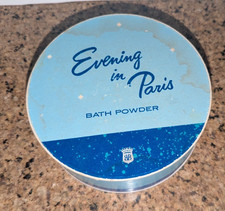 Evening
in
Paris
BATH POWDER